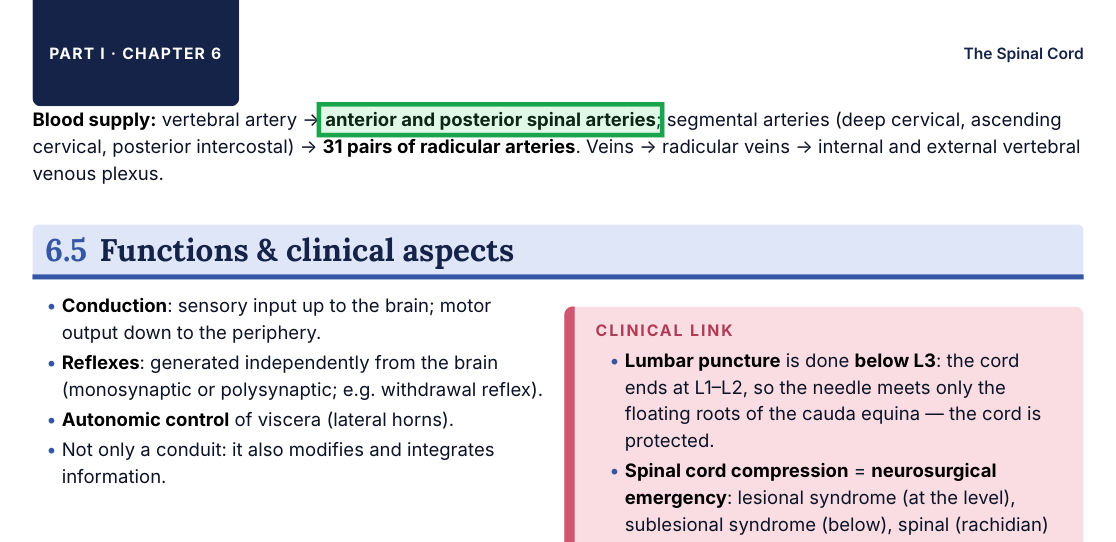 PART I · CHAPTER 6
The Spinal Cord
Blood supply: vertebral artery → anterior and posterior spinal arteries; segmental arteries (deep cervical, ascending
cervical, posterior intercostal) → 31 pairs of radicular arteries. Veins → radicular veins → internal and external vertebral
venous plexus.
6.5 Functions & clinical aspects
• Conduction: sensory input up to the brain; motor
output down to the periphery.
• Reflexes: generated independently from the brain
(monosynaptic or polysynaptic; e.g. withdrawal reflex).
• Autonomic control of viscera (lateral horns).
• Not only a conduit: it also modifies and integrates
information.
CLINICAL LINK
• Lumbar puncture is done below L3: the cord
ends at L1–L2, so the needle meets only the
floating roots of the cauda equina — the cord is
protected.
• Spinal cord compression = neurosurgical
emergency: lesional syndrome (at the level),
sublesional syndrome (below), spinal (rachidian)